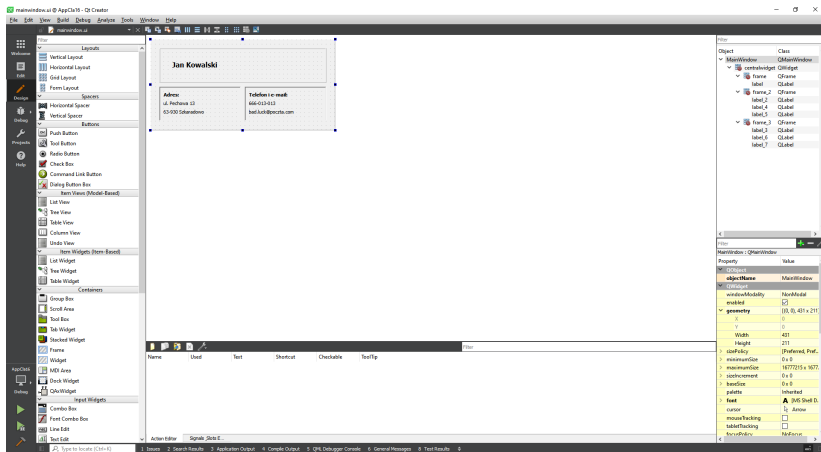 mainwindow.ui @ AppCla16 - Qt Creator
File Edit View Build Debug Analyze Tools Window Help
mainwindow.ui
Filter
Filter
Welcome
Edit
Design
Debug
Projects
Help
AppCla16
Debug
Layouts
Vertical Layout
Horizontal Layout
Grid Layout
Form Layout
Spacers
Horizontal Spacer
Vertical Spacer
Buttons
Push Button
Tool Button
Radio Button
Check Box
Command Link Button
Dialog Button Box
Item Views (Model-Based)
List View
Tree View
Table View
Column View
Undo View
Item Widgets (Item-Based)
List Widget
Tree Widget
Table Widget
Containers
Group Box
Scroll Area
Tool Box
Tab Widget
Stacked Widget
Frame
Widget
MDI Area
Dock Widget
QAxWidget
Input Widgets
Combo Box
Font Combo Box
Line Edit
Text Edit
Jan Kowalski
Adres:
ul. Pechowa 13
63-930 Szkaradowo
Telefon i e-mail:
666-013-013
bad.luck@poczta.com
Filter
Name Used Text Shortcut Checkable ToolTip
Action Editor Signals _Slots E...
Object Class
MainWindow QMainWindow
centralwidget QWidget
frame QFrame
label QLabel
frame_2 QFrame
label_2 QLabel
label_4 QLabel
label_5 QLabel
frame_3 QFrame
label_3 QLabel
label_6 QLabel
label_7 QLabel
Filter
MainWindow : QMainWindow
Property Value
QObject
objectName MainWindow
QWidget
windowModality NonModal
enabled
geometry [(0, 0), 431 x 211
X 0
Y 0
Width 431
Height 211
sizePolicy [Preferred, Pref...
minimumSize 0 x 0
maximumSize 16777215 x 1677...
sizeIncrement 0 x 0
baseSize 0 x 0
palette Inherited
font A [MS Shell D...
cursor Arrow
mouseTracking
tabletTracking
focusPolicy NoFocus
Type to locate (Ctrl+K)
1 Issues 2 Search Results 3 Application Output 4 Compile Output 5 QML Debugger Console 6 General Messages 8 Test Results